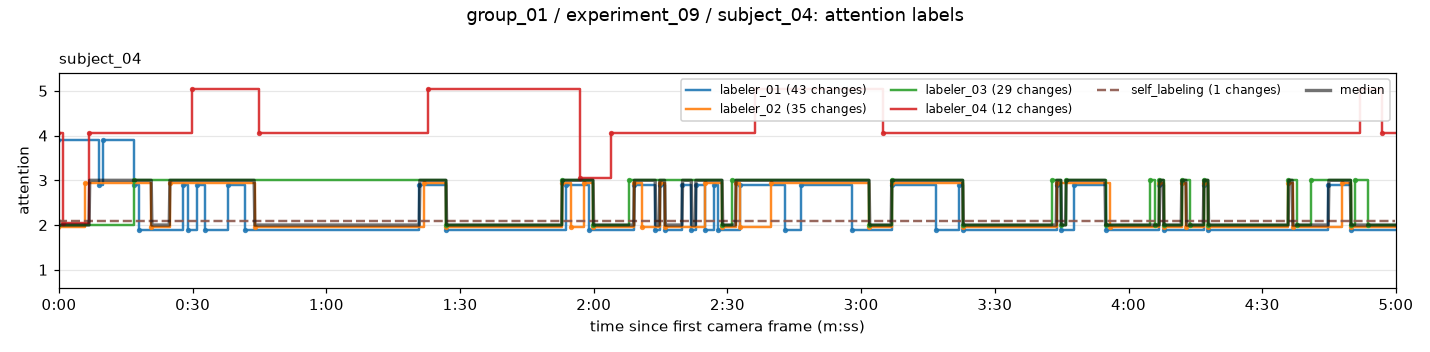 group_01 / experiment_09 / subject_04: attention labels
subject_04
labeler_01 (43 changes)
labeler_02 (35 changes)
labeler_03 (29 changes)
labeler_04 (12 changes)
self_labeling (1 changes)
median
attention
5
4
3
2
1
0:00 0:30 1:00 1:30 2:00 2:30 3:00 3:30 4:00 4:30 5:00
time since first camera frame (m:ss)